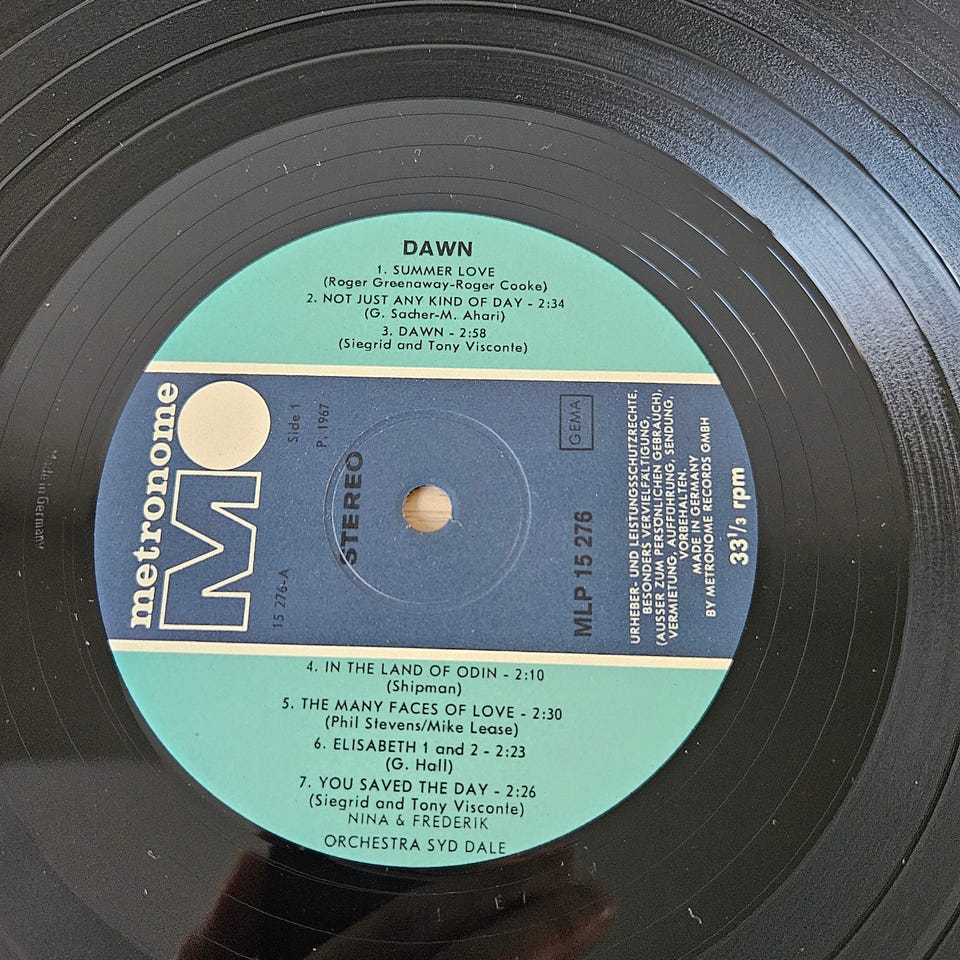 DAWN
1. SUMMER LOVE
(Roger Greenaway-Roger Cooke)
2. NOT JUST ANY KIND OF DAY - 2:34
(G. Sacher-M. Ahari)
3. DAWN - 2:58
(Siegrid and Tony Visconte)
metronome
M
Side 1
P. 1967
15 276-A
STEREO
GEMA
MLP 15 276
URHEBER- UND LEISTUNGSSCHUTZRECHTE,
BESONDERS VERVIELFÄLTIGUNG
(AUSSER ZUM PERSÖNLICHEN GEBRAUCH),
VERMIETUNG, AUFFÜHRUNG, SENDUNG,
VORBEHALTEN.
MADE IN GERMANY
BY METRONOME RECORDS GMBH
33 1/3 rpm
4. IN THE LAND OF ODIN - 2:10
(Shipman)
5. THE MANY FACES OF LOVE - 2:30
(Phil Stevens/Mike Lease)
6. ELISABETH 1 and 2 - 2:23
(G. Hall)
7. YOU SAVED THE DAY - 2:26
(Siegrid and Tony Visconte)
NINA & FREDERIK
ORCHESTRA SYD DALE
Made in Germany